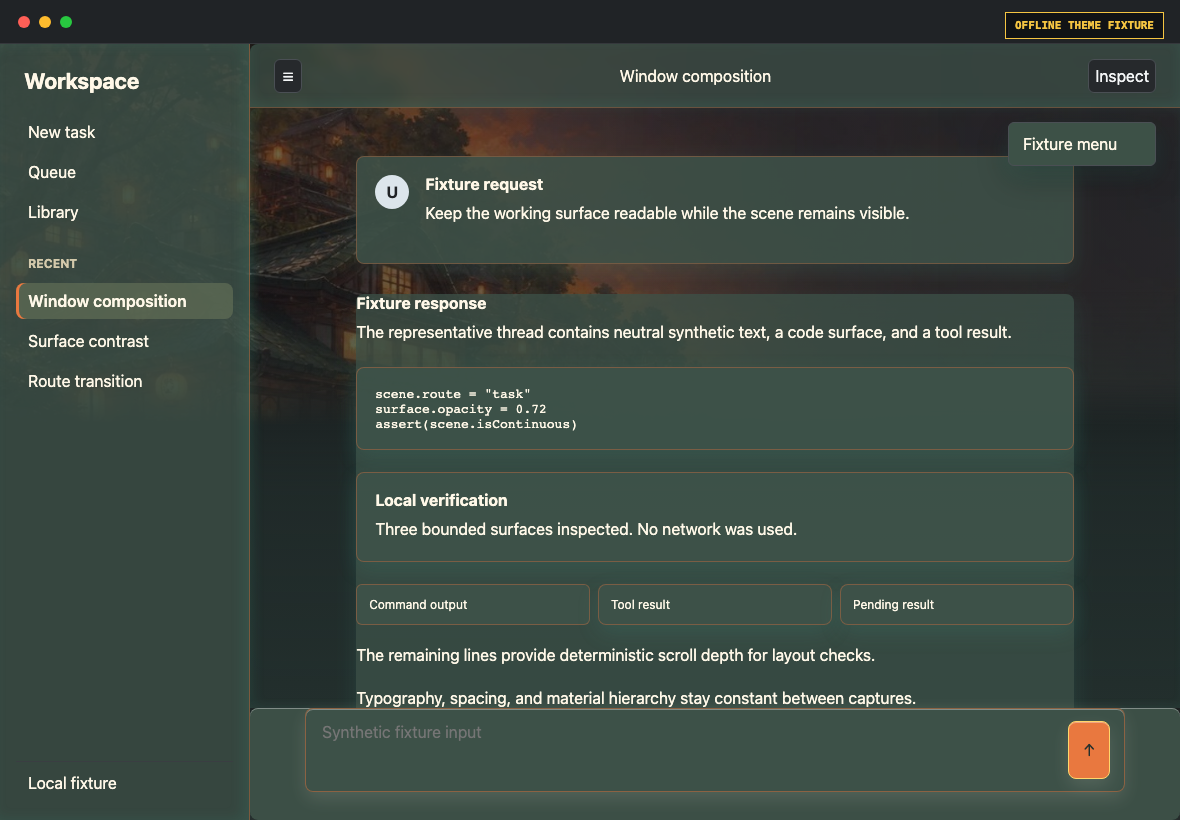 OFFLINE THEME FIXTURE
Workspace
New task
Queue
Library
RECENT
Window composition
Surface contrast
Route transition
Local fixture
≡
Window composition
Inspect
Fixture menu
U
Fixture request
Keep the working surface readable while the scene remains visible.
Fixture response
The representative thread contains neutral synthetic text, a code surface, and a tool result.
scene.route = "task"
surface.opacity = 0.72
assert(scene.isContinuous)
Local verification
Three bounded surfaces inspected. No network was used.
Command output
Tool result
Pending result
The remaining lines provide deterministic scroll depth for layout checks.
Typography, spacing, and material hierarchy stay constant between captures.
Synthetic fixture input
↑